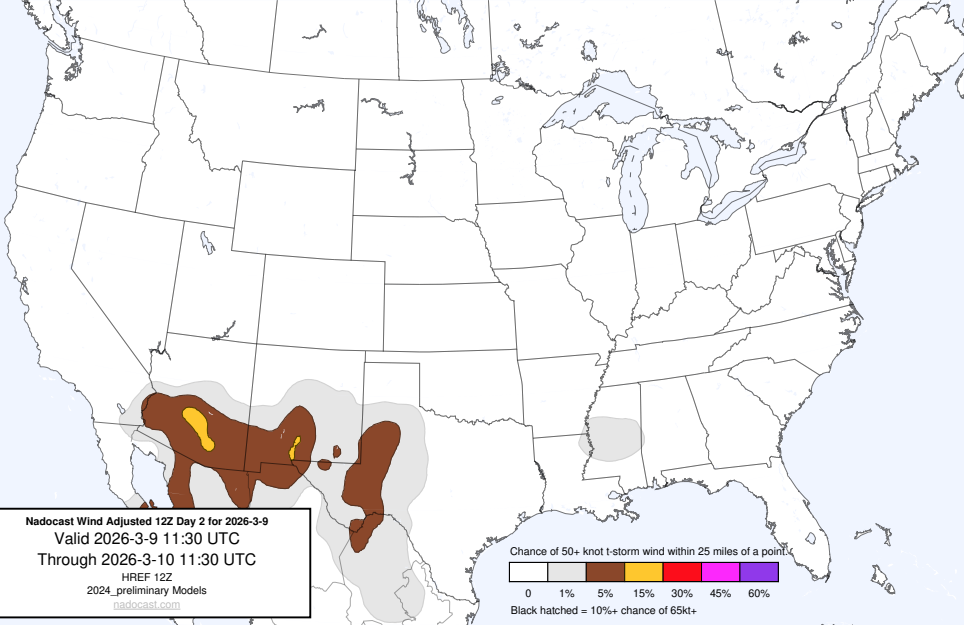 Nadocast Wind Adjusted 12Z Day 2 for 2026-3-9
Valid 2026-3-9 11:30 UTC
Through 2026-3-10 11:30 UTC
HREF 12Z
2024_preliminary Models
nadocast.com
Chance of 50+ knot t-storm wind within 25 miles of a point.
0 1% 5% 15% 30% 45% 60%
Black hatched = 10%+ chance of 65kt+